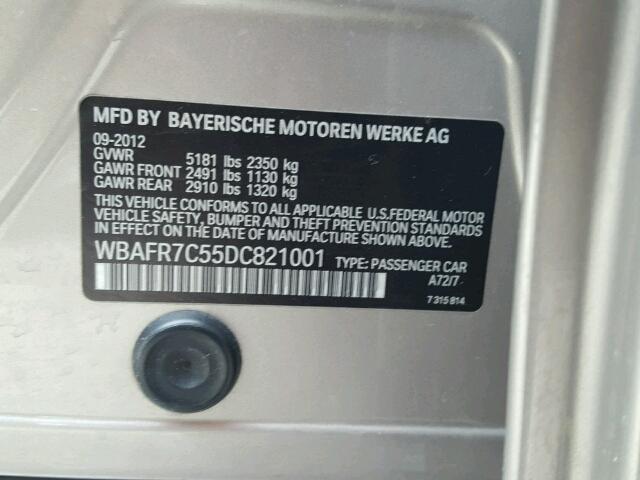 MFD BY BAYERISCHE MOTOREN WERKE AG
09-2012
GVWR 5181 lbs 2350 kg
GAWR FRONT 2491 lbs 1130 kg
GAWR REAR 2910 lbs 1320 kg
THIS VEHICLE CONFORMS TO ALL APPLICABLE U.S.FEDERAL MOTOR
VEHICLE SAFETY, BUMPER AND THEFT PREVENTION STANDARDS
IN EFFECT ON THE DATE OF MANUFACTURE SHOWN ABOVE.
WBAFR7C55DC821001 TYPE: PASSENGER CAR
A72/7
7 315 814